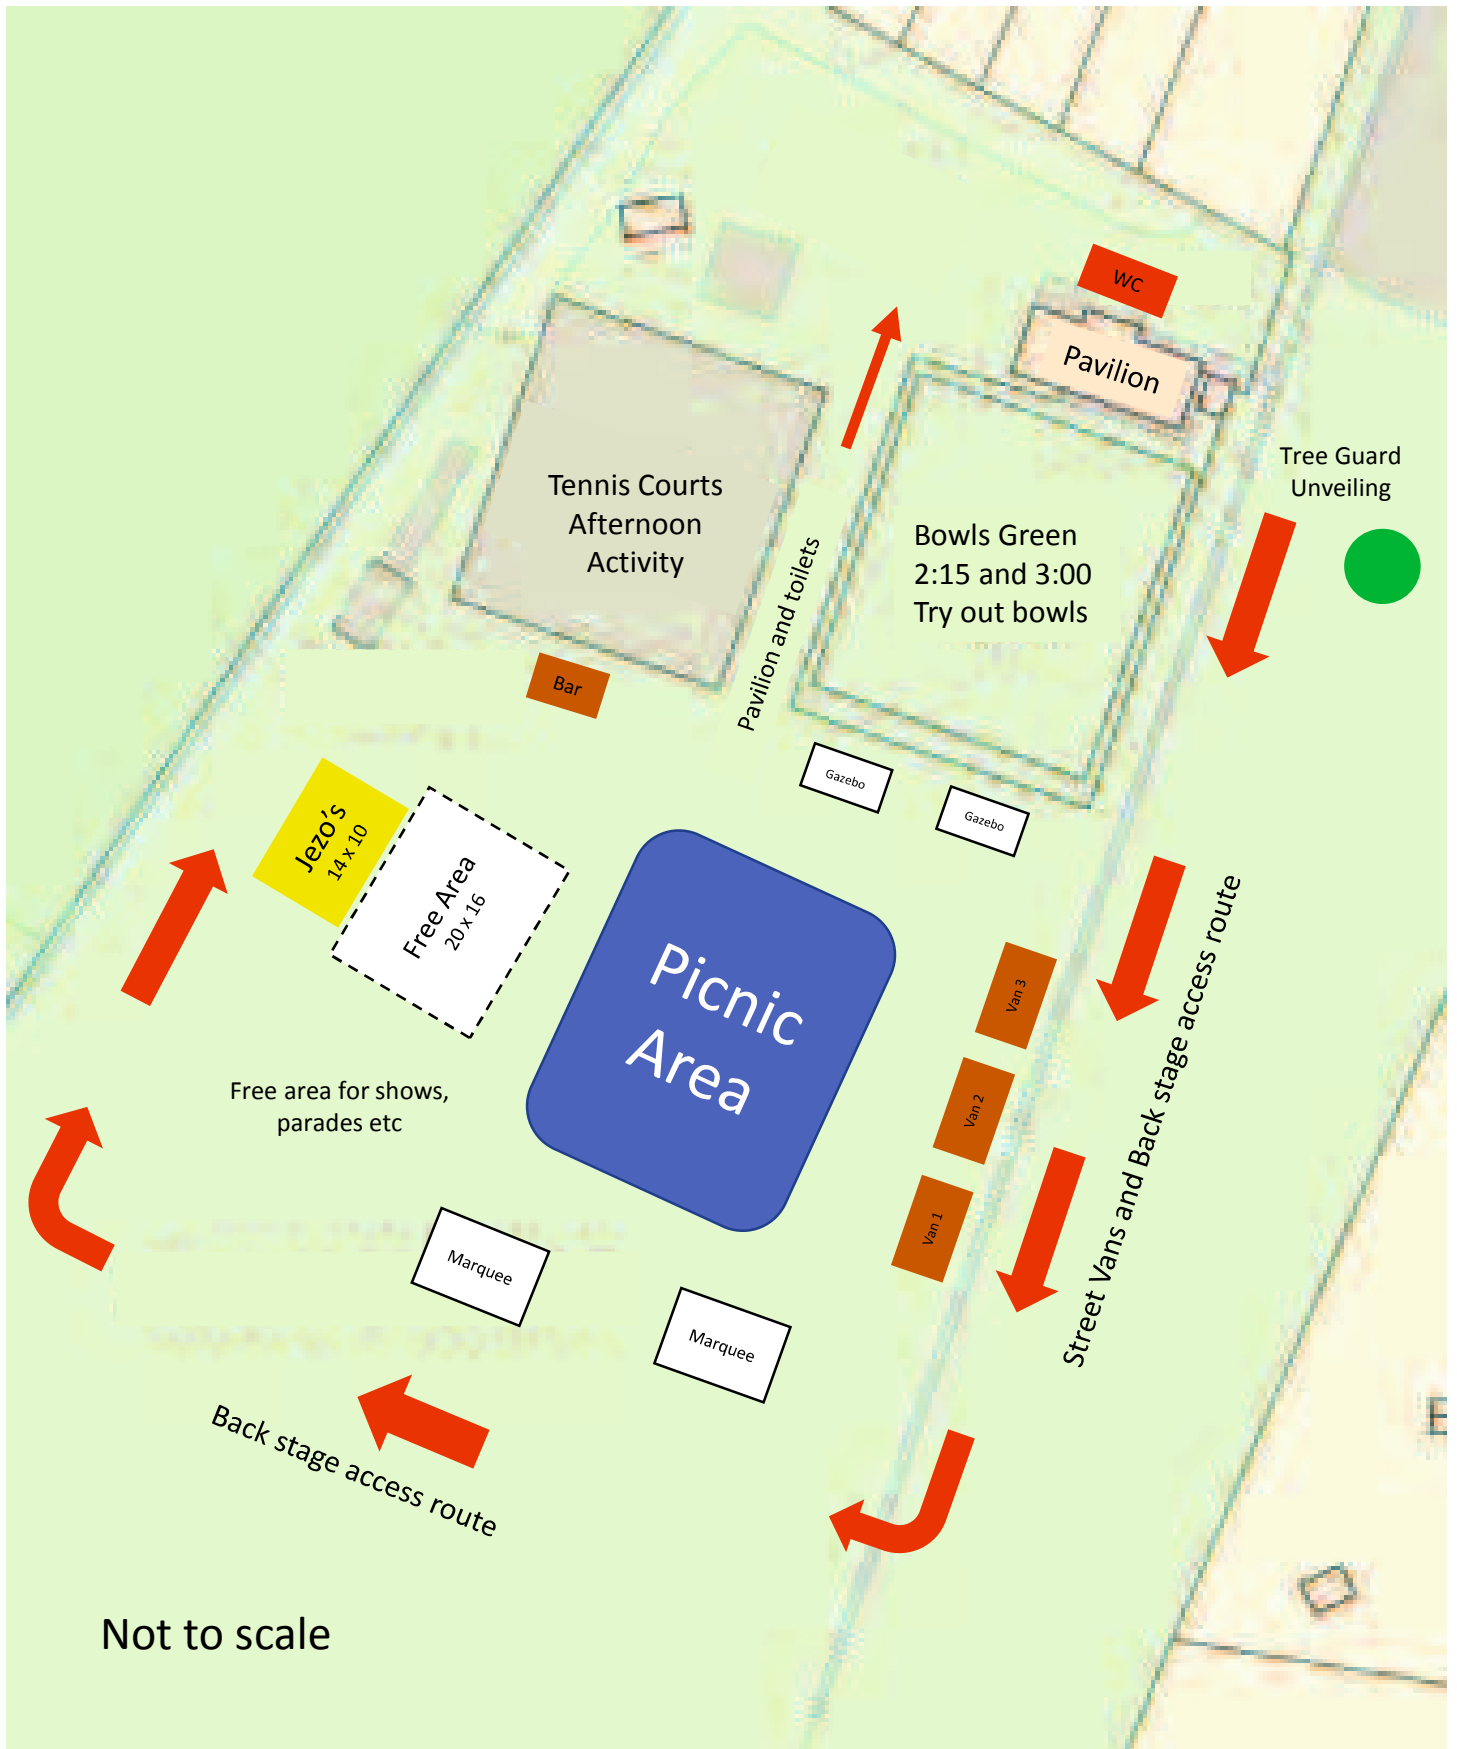 WC
Pavilion
Tree Guard
Unveiling
Tennis Courts
Afternoon
Activity
Pavilion and toilets
Bowls Green
2:15 and 3:00
Try out bowls
Bar
Gazebo
Gazebo
Jezo's
14 x 10
Free Area
20 x 16
Picnic
Area
Van 3
Van 2
Van 1
Street Vans and Back stage access route
Free area for shows,
parades etc
Marquee
Marquee
Back stage access route
Not to scale